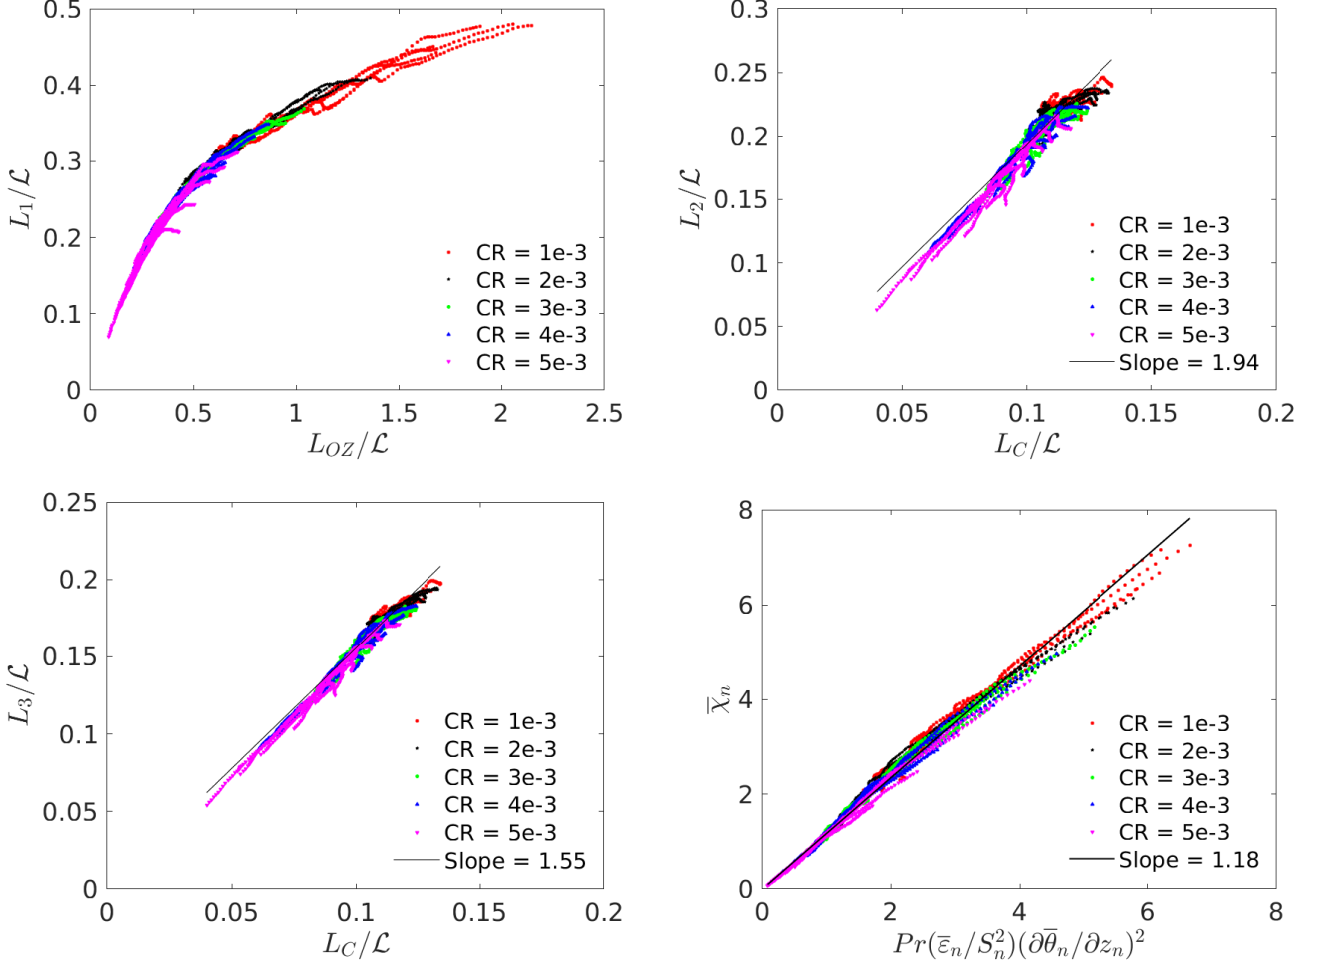 0.5
0.4
0.3
0.2
0.1
0
L₁/ℒ
CR = 1e-3
CR = 2e-3
CR = 3e-3
CR = 4e-3
CR = 5e-3
0 0.5 1 1.5 2 2.5
L_{OZ}/ℒ
0.3
0.25
0.2
0.15
0.1
0.05
0
L₂/ℒ
CR = 1e-3
CR = 2e-3
CR = 3e-3
CR = 4e-3
CR = 5e-3
Slope = 1.94
0 0.05 0.1 0.15 0.2
L_C/ℒ
0.25
0.2
0.15
0.1
0.05
0
L₃/ℒ
CR = 1e-3
CR = 2e-3
CR = 3e-3
CR = 4e-3
CR = 5e-3
Slope = 1.55
0 0.05 0.1 0.15 0.2
L_C/ℒ
8
6
4
2
0
χ̅ₙ
CR = 1e-3
CR = 2e-3
CR = 3e-3
CR = 4e-3
CR = 5e-3
Slope = 1.18
0 2 4 6 8
Pr(ε̅ₙ/Sₙ²)(∂θ̅ₙ/∂zₙ)²